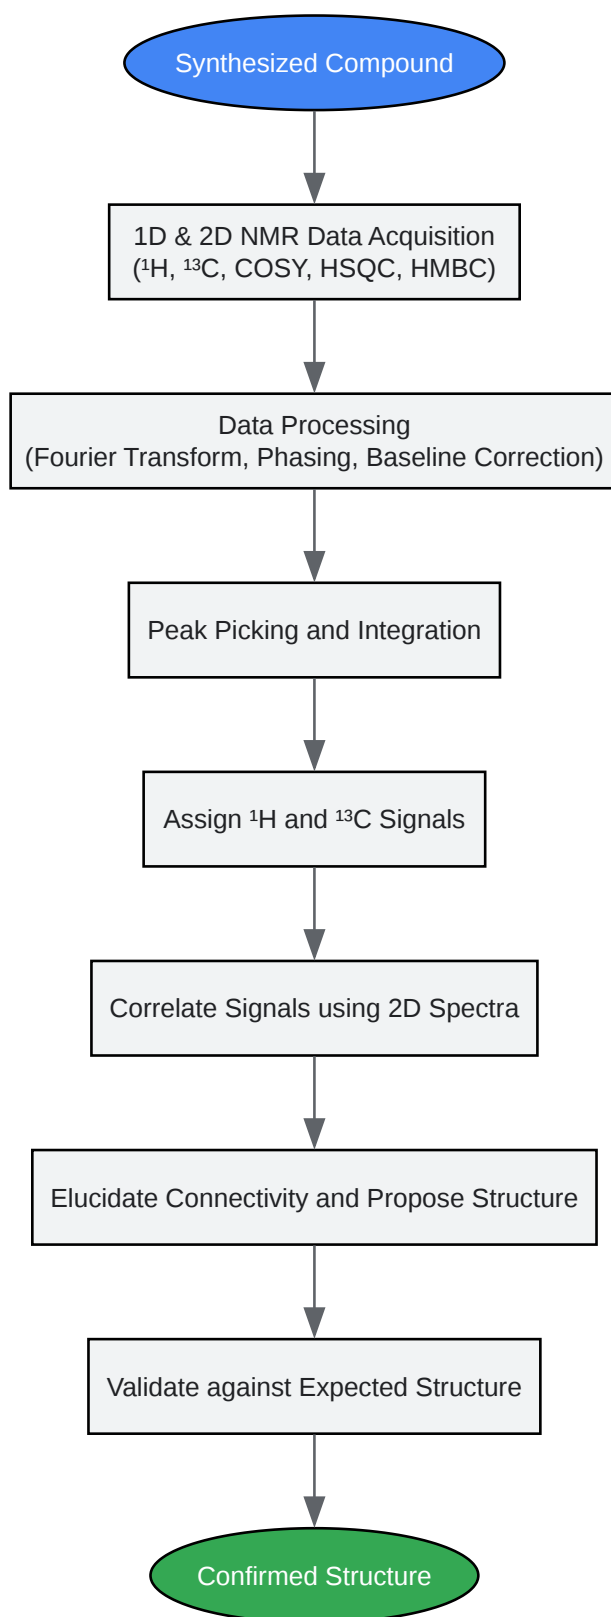 Synthesized Compound
1D & 2D NMR Data Acquisition
(¹H, ¹³C, COSY, HSQC, HMBC)
Data Processing
(Fourier Transform, Phasing, Baseline Correction)
Peak Picking and Integration
Assign ¹H and ¹³C Signals
Correlate Signals using 2D Spectra
Elucidate Connectivity and Propose Structure
Validate against Expected Structure
Confirmed Structure